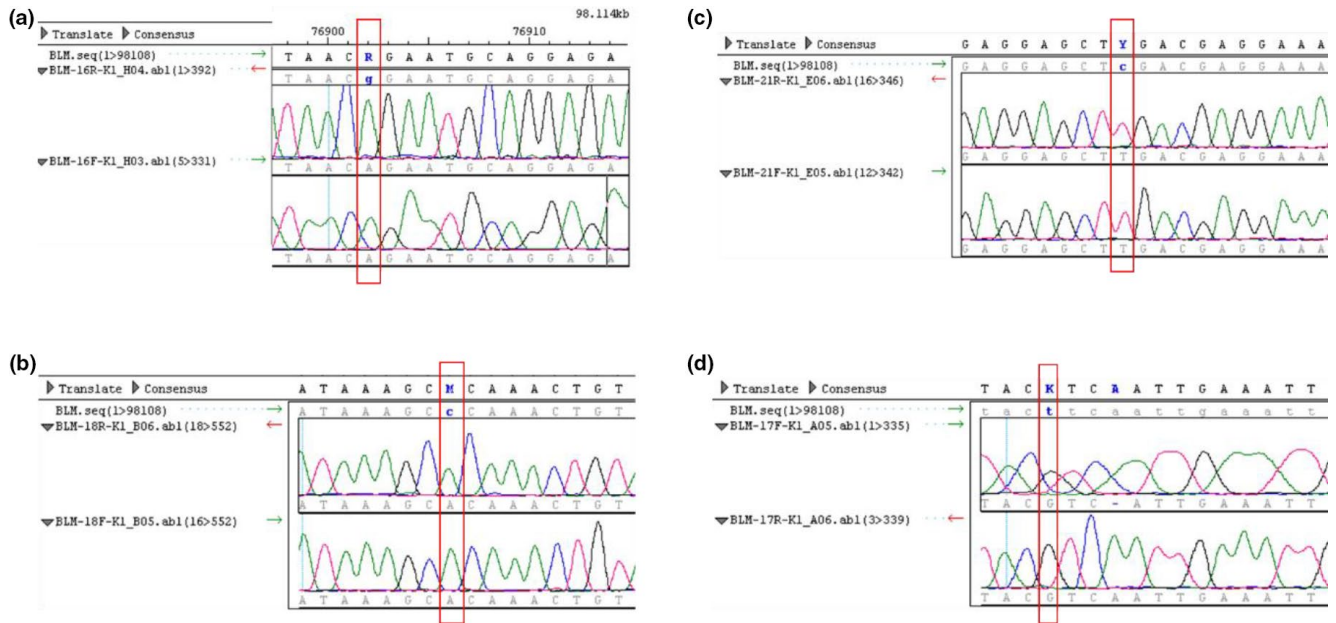 (a)
98.114kb
Translate Consensus
76900 76910
T A A C R G A A T G C A G G A G A
BLM.seq(1>98108)
T A A C g G A A T G C A G G A G A
BLM-16R-K1_H04.ab1(1>392)
T A A C A G A A T G C A G G A G A
BLM-16F-K1_H03.ab1(5>331)
T A A C A G A A T G C A G G A G A
(b)
Translate Consensus
A T A A A G C M C A A A C T G T
BLM.seq(1>98108)
A T A A A G C c C A A A C T G T
BLM-18R-K1_B06.ab1(18>552)
A T A A A G C A C A A A C T G T
BLM-18F-K1_B05.ab1(16>552)
A T A A A G C A C A A A C T G T
(c)
Translate Consensus
G A G G A G C T Y G A C G A G G A A A
BLM.seq(1>98108)
G A G G A G C T c G A C G A G G A A A
BLM-21R-K1_E06.ab1(16>346)
G A G G A G C T T G A C G A G G A A A
BLM-21F-K1_E05.ab1(12>342)
G A G G A G C T T G A C G A G G A A A
(d)
Translate Consensus
T A C K T C A A T T G A A A T T
BLM.seq(1>98108)
t a c t t c a a t t g a a a t t
BLM-17F-K1_A05.ab1(1>335)
T A C G T C - A T T G A A A T T
BLM-17R-K1_A06.ab1(3>339)
T A C G T C A A T T G A A A T T